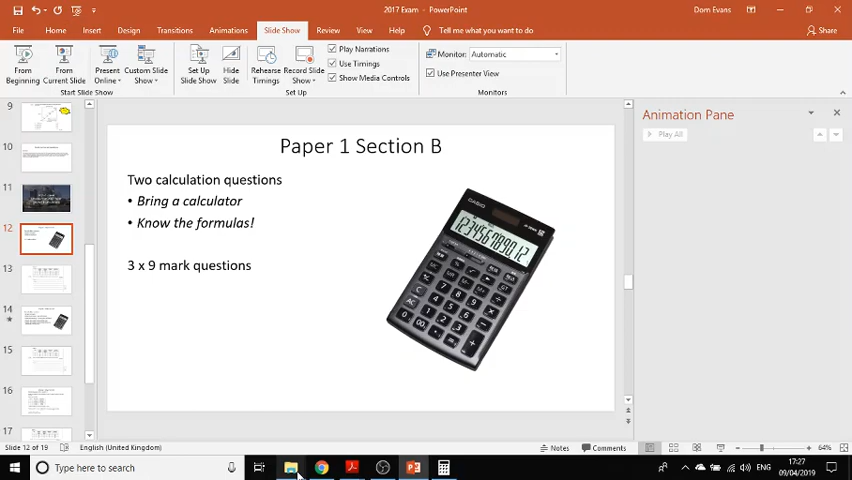 2017 Exam - PowerPoint
Dom Evans
File Home Insert Design Transitions Animations Slide Show Review View Help Tell me what you want to do Share
From Beginning
From Current Slide
Present Online
Custom Slide Show
Set Up Slide Show
Hide Slide
Rehearse Timings
Record Slide Show
Play Narrations
Use Timings
Show Media Controls
Monitor: Automatic
Use Presenter View
Start Slide Show
Set Up
Monitors
9
10
11
12
13
14
15
16
17
Paper 1 Section B
Two calculation questions
• Bring a calculator
• Know the formulas!
3 x 9 mark questions
CASIO
123456789012
Animation Pane
Play All
Slide 12 of 19 English (United Kingdom) Notes Comments 64%
Type here to search
ENG
17:27
09/04/2019